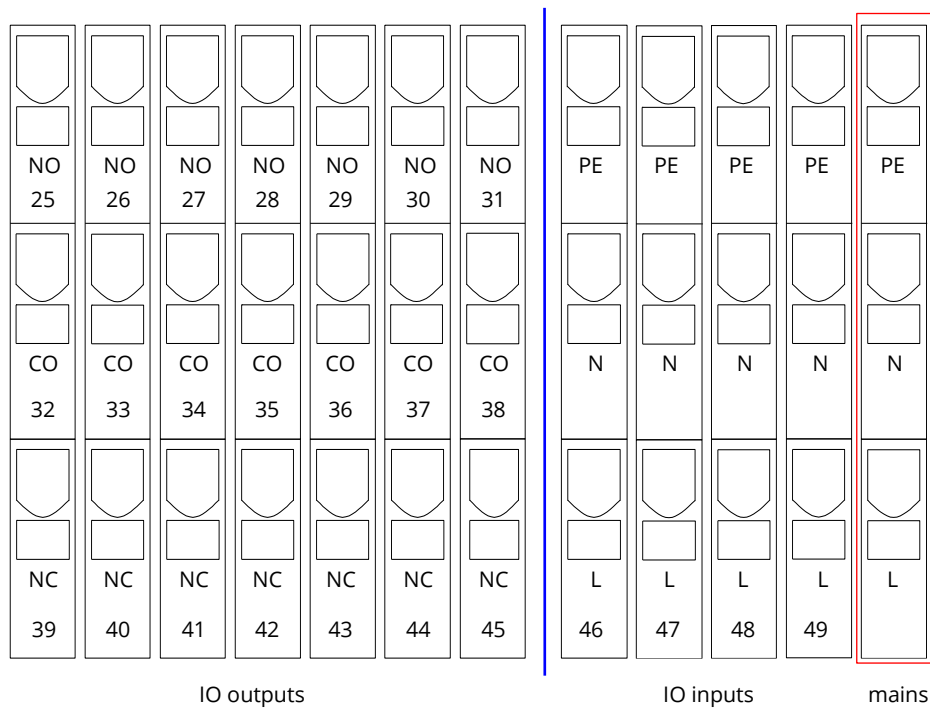 NO NO NO NO NO NO NO PE PE PE PE PE
25 26 27 28 29 30 31
CO CO CO CO CO CO CO N N N N N
32 33 34 35 36 37 38
NC NC NC NC NC NC NC L L L L L
39 40 41 42 43 44 45 46 47 48 49
IO outputs IO inputs mains